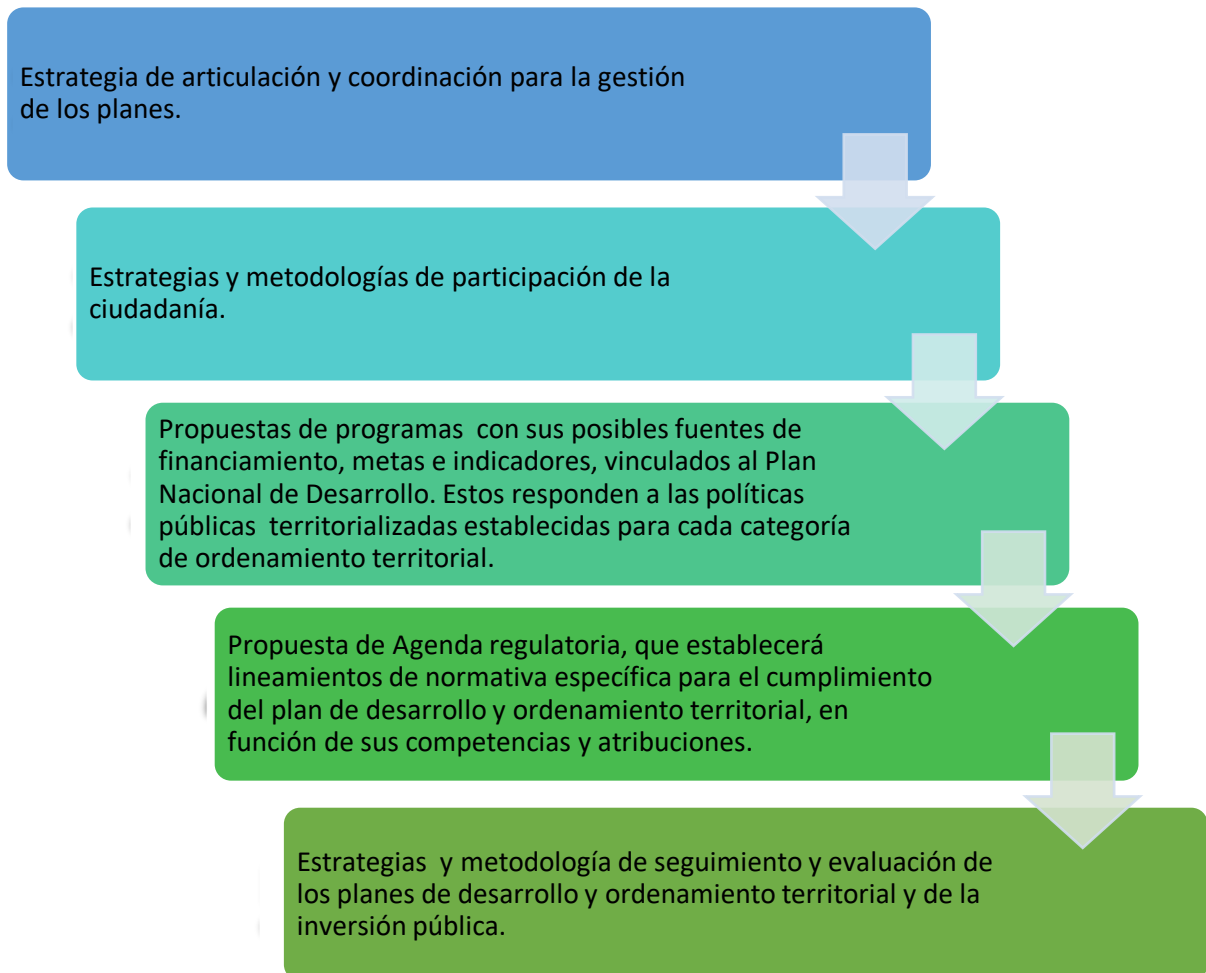 Estrategia de articulación y coordinación para la gestión
de los planes.
Estrategias y metodologías de participación de la
ciudadanía.
Propuestas de programas  con sus posibles fuentes de
financiamiento, metas e indicadores, vinculados al Plan
Nacional de Desarrollo. Estos responden a las políticas
públicas  territorializadas establecidas para cada categoría
de ordenamiento territorial.
Propuesta de Agenda regulatoria, que establecerá
lineamientos de normativa específica para el cumplimiento
del plan de desarrollo y ordenamiento territorial, en
función de sus competencias y atribuciones.
Estrategias  y metodología de seguimiento y evaluación de
los planes de desarrollo y ordenamiento territorial y de la
inversión pública.